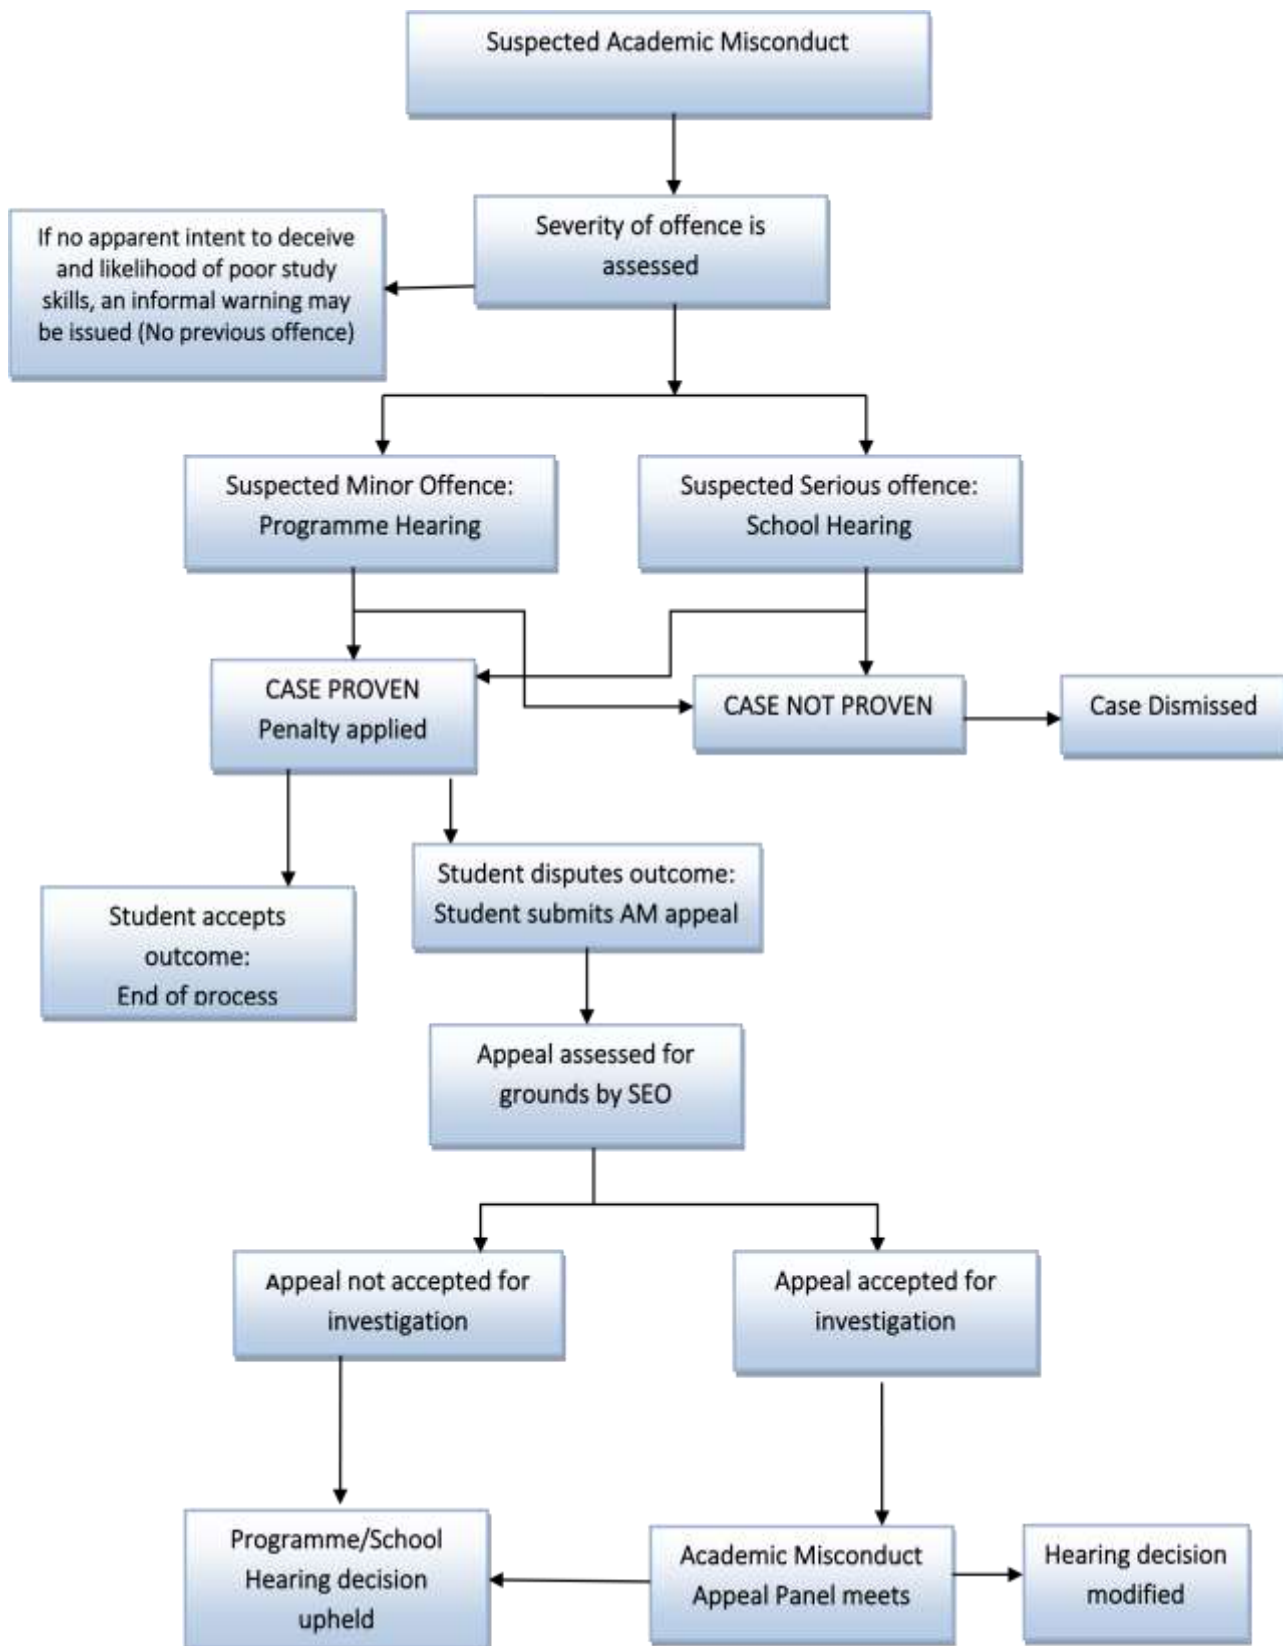 Suspected Academic Misconduct
If no apparent intent to deceive
and likelihood of poor study
skills, an informal warning may
be issued (No previous offence)
Severity of offence is
assessed
Suspected Minor Offence:
Programme Hearing
Suspected Serious offence:
School Hearing
CASE PROVEN
Penalty applied
CASE NOT PROVEN
Case Dismissed
Student accepts
outcome:
End of process
Student disputes outcome:
Student submits AM appeal
Appeal assessed for
grounds by SEO
Appeal not accepted for
investigation
Appeal accepted for
investigation
Programme/School
Hearing decision
upheld
Academic Misconduct
Appeal Panel meets
Hearing decision
modified